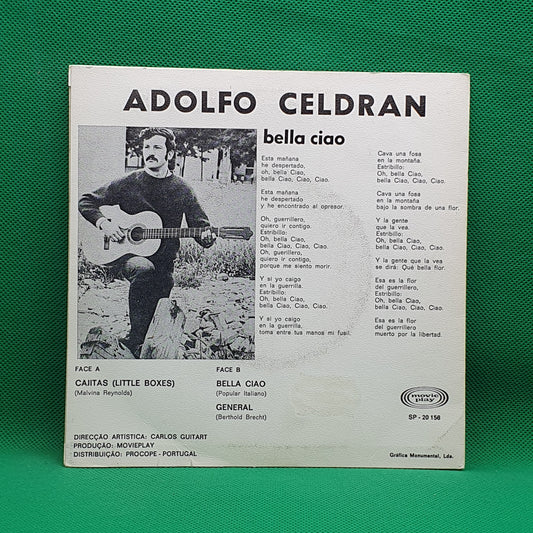 ADOLFO CELDRAN
bella ciao
Esta mañana
he despertado,
oh, bella Ciao,
bella Ciao, Ciao, Ciao.
Esta mañana
he despertado
y he encontrado al opresor.
Oh, guerrillero,
quiero ir contigo,
Estribillo:
Oh, bella Ciao,
bella Ciao, Ciao, Ciao.
Oh, guerrillero,
quiero ir contigo,
porque me siento morir.
Y si yo caigo
en la guerrilla,
Estribillo:
Oh, bella Ciao,
bella Ciao, Ciao, Ciao.
Y si yo caigo
en la guerrilla,
toma entre tus manos mi fusil.
Cava una fosa
en la montaña.
Estribillo:
Oh, bella Ciao,
bella Ciao, Ciao, Ciao.
Cava una fosa
en la montaña
bajo la sombra de una flor.
Y la gente
que la vea.
Estribillo:
Oh, bella Ciao,
bella Ciao, Ciao, Ciao.
Y la gente que la vea
se dirá: Qué bella flor.
Esa es la flor
del guerrillero,
Estribillo:
Oh, bella Ciao,
bella Ciao, Ciao, Ciao.
Esa es la flor
del guerrillero
muerto por la libertad.
FACE A
CAJITAS (LITTLE BOXES)
(Malvina Reynolds)
FACE B
BELLA CIAO
(Popular Italiano)
GENERAL
(Berthold Brecht)
movie
play
SP - 20 156
DIRECÇÃO ARTÍSTICA: CARLOS GUITART
PRODUÇÃO: MOVIEPLAY
DISTRIBUIÇÃO: PROCOPE - PORTUGAL
Gráfica Monumental, Lda.